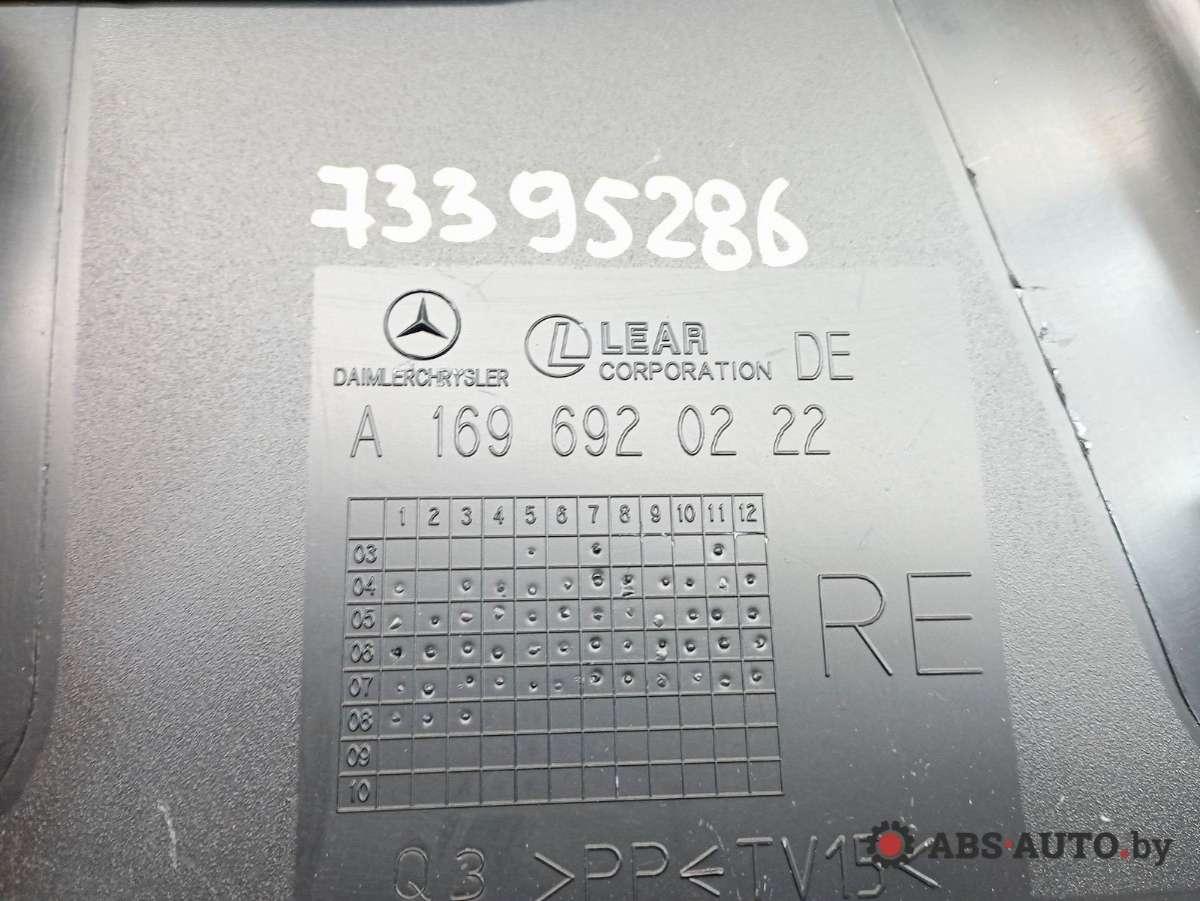 73395286
DAIMLERCHRYSLER
L LEAR CORPORATION DE
A 169 692 02 22
1 2 3 4 5 6 7 8 9 10 11 12
03
04
05
06
07
08
09
10
RE
Q3 >PP< TV15<
ABS-AUTO.by